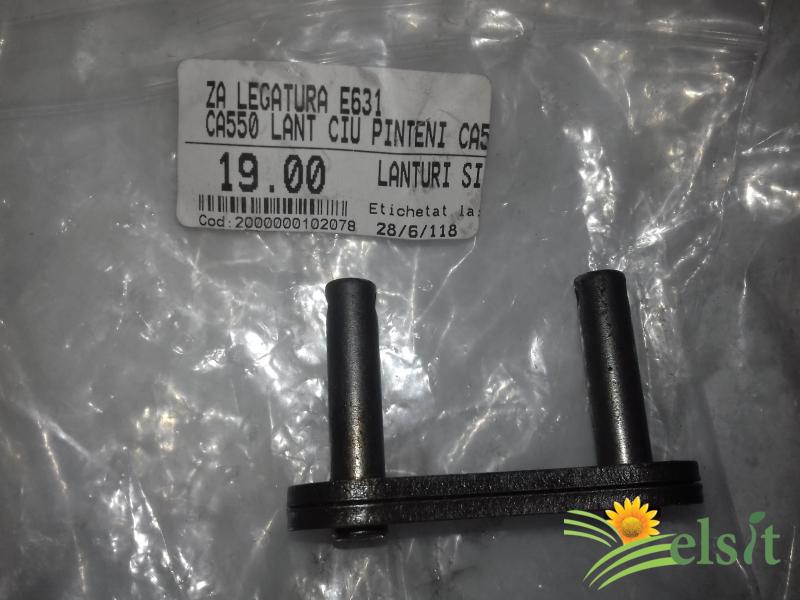 ZA LEGATURA E631
CA550 LANT CIU PINTENI CA5
19.00 LANTURI SI
Etichetat la:
Cod:2000000102078 28/6/118
elsit